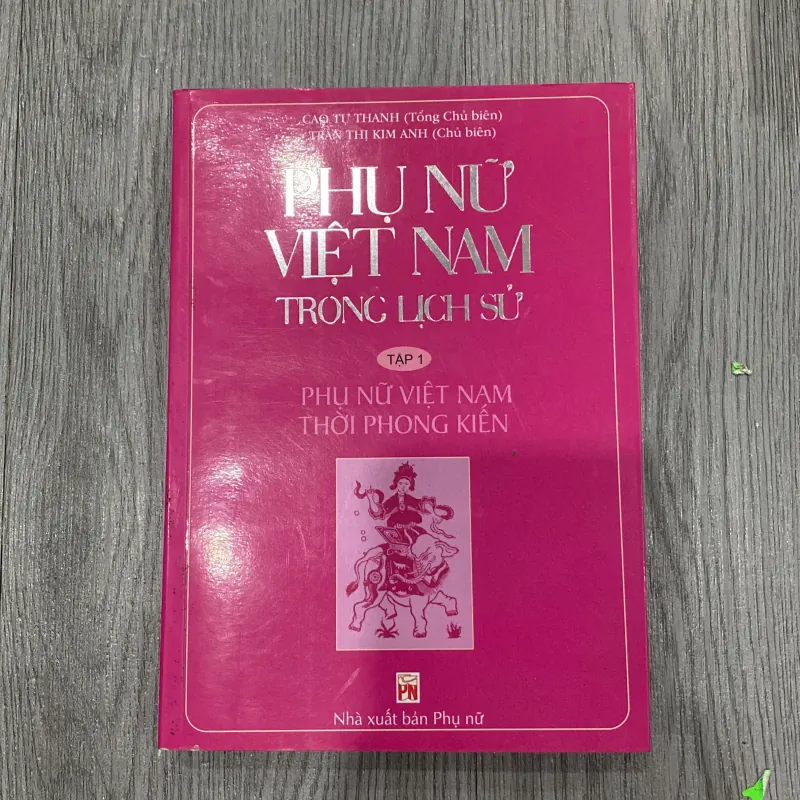 CAO TỰ THANH (Tổng Chủ biên)
TRẦN THỊ KIM ANH (Chủ biên)
PHỤ NỮ
VIỆT NAM
TRONG LỊCH SỬ
TẬP 1
PHỤ NỮ VIỆT NAM
THỜI PHONG KIẾN
PN
Nhà xuất bản Phụ nữ